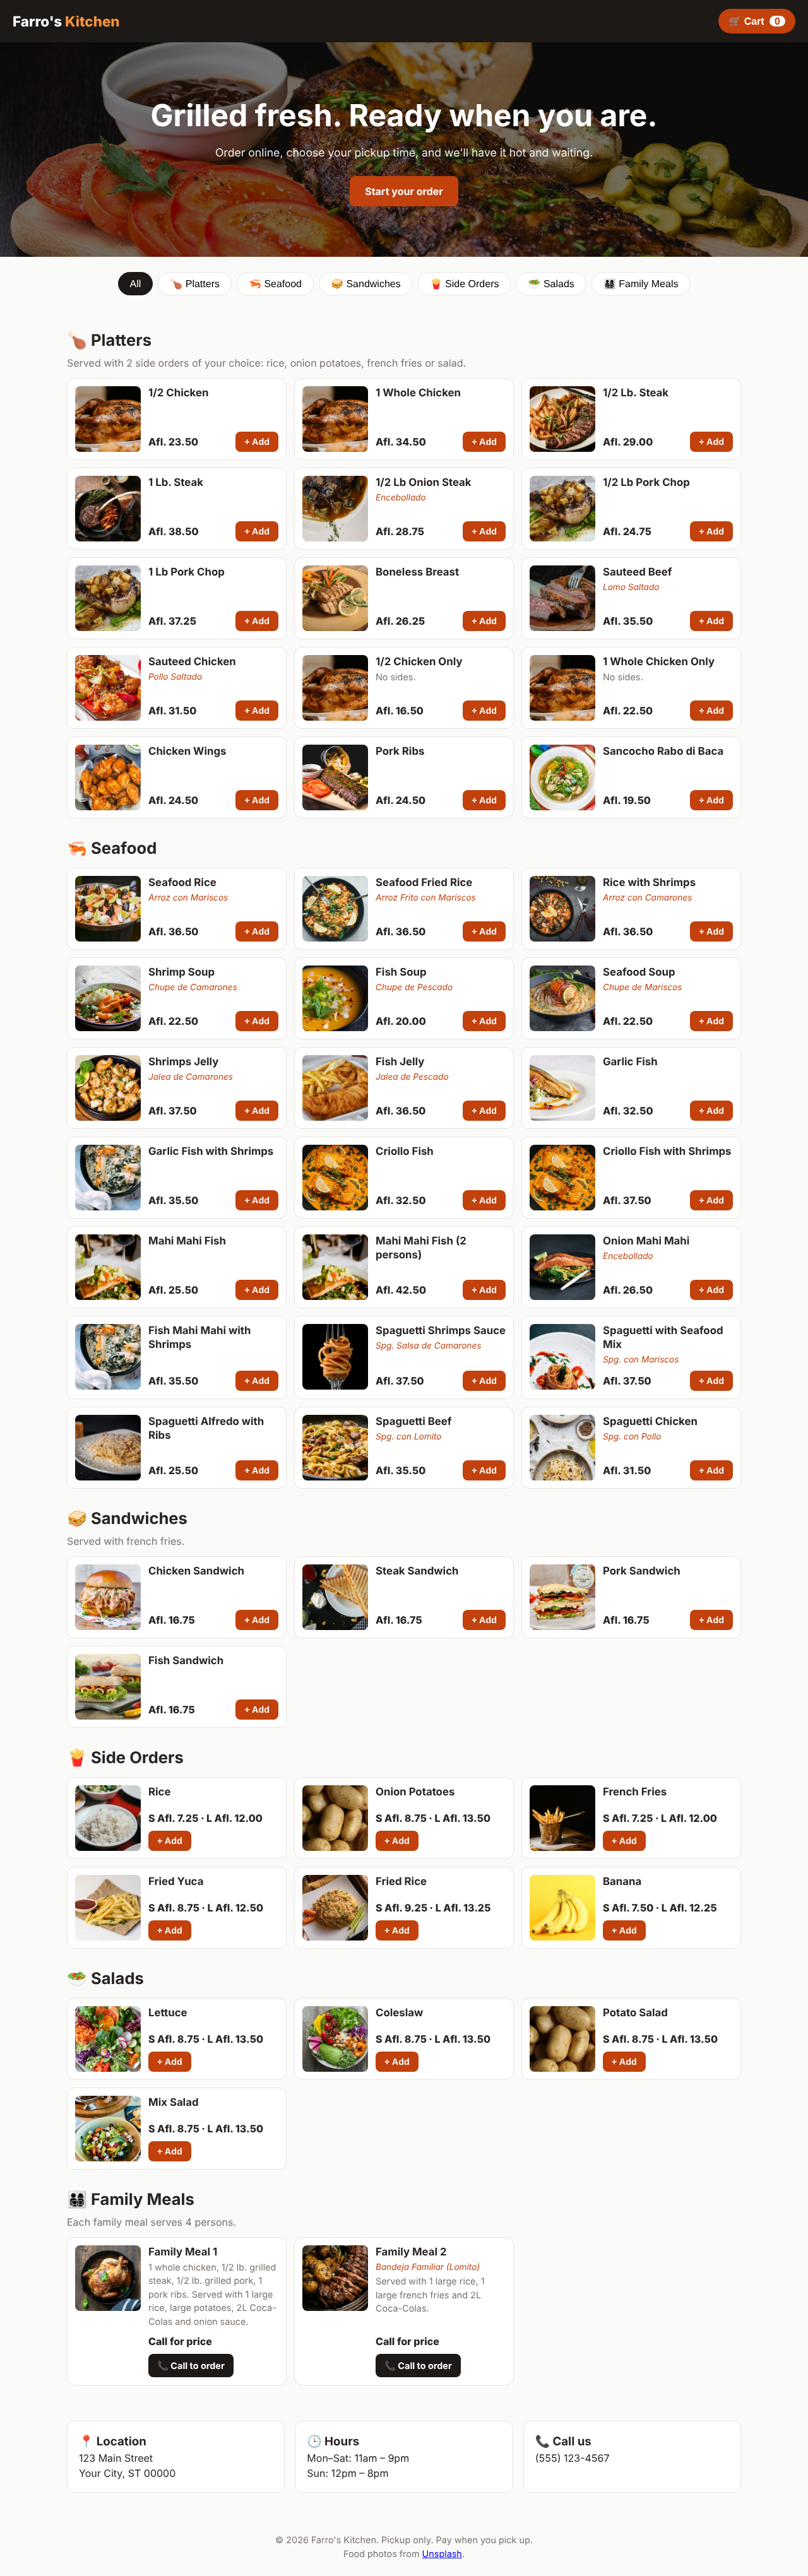 Farro's Kitchen
🛒 Cart 0
Grilled fresh. Ready when you are.
Order online, choose your pickup time, and we'll have it hot and waiting.
Start your order
All
🍗 Platters
🦐 Seafood
🥪 Sandwiches
🍟 Side Orders
🥗 Salads
👨‍👩‍👧‍👦 Family Meals
🍗 Platters
Served with 2 side orders of your choice: rice, onion potatoes, french fries or salad.
1/2 Chicken
Afl. 23.50
+ Add
1 Whole Chicken
Afl. 34.50
+ Add
1/2 Lb. Steak
Afl. 29.00
+ Add
1 Lb. Steak
Afl. 38.50
+ Add
1/2 Lb Onion Steak
Encebollado
Afl. 28.75
+ Add
1/2 Lb Pork Chop
Afl. 24.75
+ Add
1 Lb Pork Chop
Afl. 37.25
+ Add
Boneless Breast
Afl. 26.25
+ Add
Sauteed Beef
Lomo Saltado
Afl. 35.50
+ Add
Sauteed Chicken
Pollo Saltado
Afl. 31.50
+ Add
1/2 Chicken Only
No sides.
Afl. 16.50
+ Add
1 Whole Chicken Only
No sides.
Afl. 22.50
+ Add
Chicken Wings
Afl. 24.50
+ Add
Pork Ribs
Afl. 24.50
+ Add
Sancocho Rabo di Baca
Afl. 19.50
+ Add
🦐 Seafood
Seafood Rice
Arroz con Mariscos
Afl. 36.50
+ Add
Seafood Fried Rice
Arroz Frito con Mariscos
Afl. 36.50
+ Add
Rice with Shrimps
Arroz con Camarones
Afl. 36.50
+ Add
Shrimp Soup
Chupe de Camarones
Afl. 22.50
+ Add
Fish Soup
Chupe de Pescado
Afl. 20.00
+ Add
Seafood Soup
Chupe de Mariscos
Afl. 22.50
+ Add
Shrimps Jelly
Jalea de Camarones
Afl. 37.50
+ Add
Fish Jelly
Jalea de Pescado
Afl. 36.50
+ Add
Garlic Fish
Afl. 32.50
+ Add
Garlic Fish with Shrimps
Afl. 35.50
+ Add
Criollo Fish
Afl. 32.50
+ Add
Criollo Fish with Shrimps
Afl. 37.50
+ Add
Mahi Mahi Fish
Afl. 25.50
+ Add
Mahi Mahi Fish (2
persons)
Afl. 42.50
+ Add
Onion Mahi Mahi
Encebollado
Afl. 26.50
+ Add
Fish Mahi Mahi with
Shrimps
Afl. 35.50
+ Add
Spaguetti Shrimps Sauce
Spg. Salsa de Camarones
Afl. 37.50
+ Add
Spaguetti with Seafood
Mix
Spg. con Mariscos
Afl. 37.50
+ Add
Spaguetti Alfredo with
Ribs
Afl. 25.50
+ Add
Spaguetti Beef
Spg. con Lomito
Afl. 35.50
+ Add
Spaguetti Chicken
Spg. con Pollo
Afl. 31.50
+ Add
🥪 Sandwiches
Served with french fries.
Chicken Sandwich
Afl. 16.75
+ Add
Steak Sandwich
Afl. 16.75
+ Add
Pork Sandwich
Afl. 16.75
+ Add
Fish Sandwich
Afl. 16.75
+ Add
🍟 Side Orders
Rice
S Afl. 7.25 · L Afl. 12.00
+ Add
Onion Potatoes
S Afl. 8.75 · L Afl. 13.50
+ Add
French Fries
S Afl. 7.25 · L Afl. 12.00
+ Add
Fried Yuca
S Afl. 8.75 · L Afl. 12.50
+ Add
Fried Rice
S Afl. 9.25 · L Afl. 13.25
+ Add
Banana
S Afl. 7.50 · L Afl. 12.25
+ Add
🥗 Salads
Lettuce
S Afl. 8.75 · L Afl. 13.50
+ Add
Coleslaw
S Afl. 8.75 · L Afl. 13.50
+ Add
Potato Salad
S Afl. 8.75 · L Afl. 13.50
+ Add
Mix Salad
S Afl. 8.75 · L Afl. 13.50
+ Add
👨‍👩‍👧‍👦 Family Meals
Each family meal serves 4 persons.
Family Meal 1
1 whole chicken, 1/2 lb. grilled
steak, 1/2 lb. grilled pork, 1
pork ribs. Served with 1 large
rice, large potatoes, 2L Coca-
Colas and onion sauce.
Call for price
📞 Call to order
Family Meal 2
Bandeja Familiar (Lomito)
Served with 1 large rice, 1
large french fries and 2L
Coca-Colas.
Call for price
📞 Call to order
📍 Location
123 Main Street
Your City, ST 00000
🕒 Hours
Mon–Sat: 11am – 9pm
Sun: 12pm – 8pm
📞 Call us
(555) 123-4567
© 2026 Farro's Kitchen. Pickup only. Pay when you pick up.
Food photos from Unsplash.